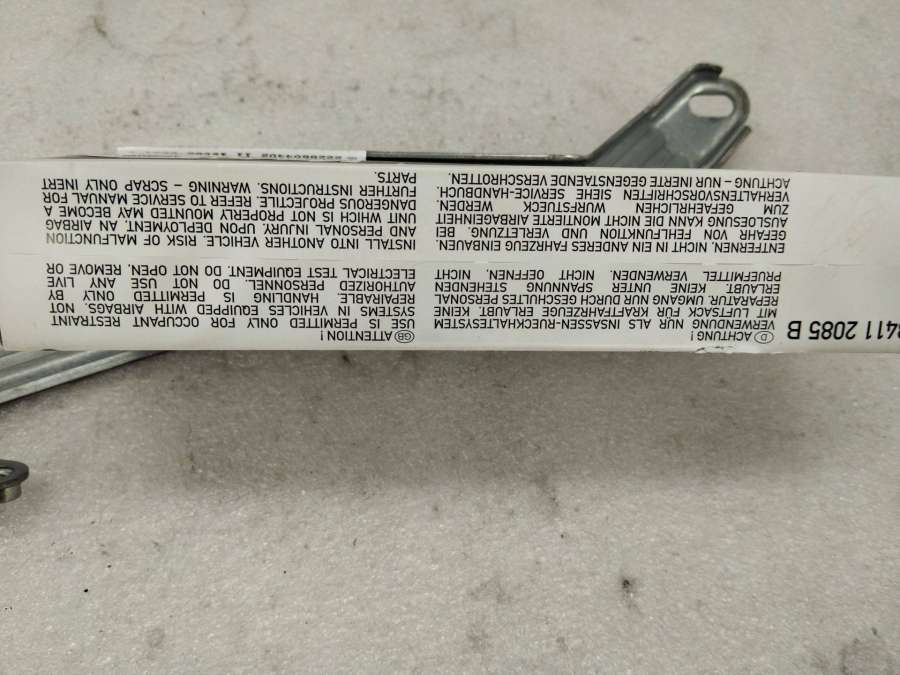 8411 2085 B
D ACHTUNG !
VERWENDUNG NUR ALS INSASSEN-RUECKHALTESYSTEM
MIT LUFTSACK FUER KRAFTFAHRZEUGE ERLAUBT. KEINE
REPARATUR. UMGANG NUR DURCH GESCHULTES PERSONAL
ERLAUBT. KEINE UNTER SPANNUNG STEHENDEN
PRUEFMITTEL VERWENDEN. NICHT OEFFNEN. NICHT
ENTFERNEN, NICHT IN EIN ANDERES FAHRZEUG EINBAUEN.
GEFAHR VON FEHLFUNKTION UND VERLETZUNG. BEI
AUSLOESUNG KANN DIE NICHT MONTIERTE AIRBAGEINHEIT
ZUM GEFAEHRLICHEN WURFSTUECK WERDEN.
VERHALTENSVORSCHRIFTEN SIEHE SERVICE-HANDBUCH.
ACHTUNG – NUR INERTE GEGENSTAENDE VERSCHROTTEN.
GB ATTENTION !
USE IS PERMITTED ONLY FOR OCCUPANT RESTRAINT
SYSTEMS IN VEHICLES EQUIPPED WITH AIRBAGS. NOT
REPAIRABLE. HANDLING IS PERMITTED ONLY BY
AUTHORIZED PERSONNEL. DO NOT USE ANY LIVE
ELECTRICAL TEST EQUIPMENT. DO NOT OPEN, REMOVE OR
INSTALL INTO ANOTHER VEHICLE. RISK OF MALFUNCTION
AND PERSONAL INJURY. UPON DEPLOYMENT, AN AIRBAG
UNIT WHICH IS NOT PROPERLY MOUNTED MAY BECOME A
DANGEROUS PROJECTILE. REFER TO SERVICE MANUAL FOR
FURTHER INSTRUCTIONS. WARNING – SCRAP ONLY INERT
PARTS.